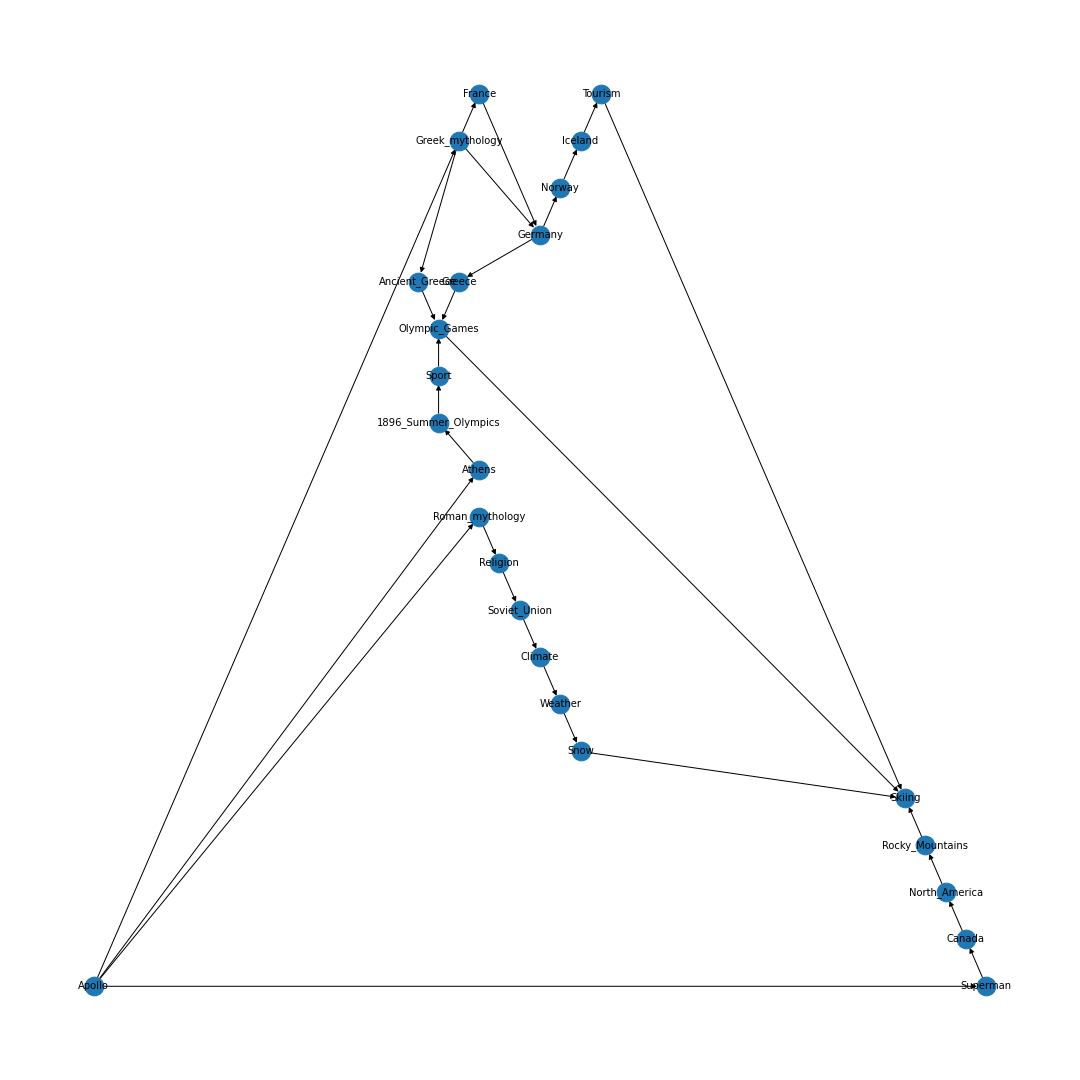 France
Tourism
Greek_mythology
Iceland
Norway
Germany
Ancient_Greece
Greece
Olympic_Games
Sport
1896_Summer_Olympics
Athens
Roman_mythology
Religion
Soviet_Union
Climate
Weather
Snow
Skiing
Rocky_Mountains
North_America
Canada
Apollo
Superman